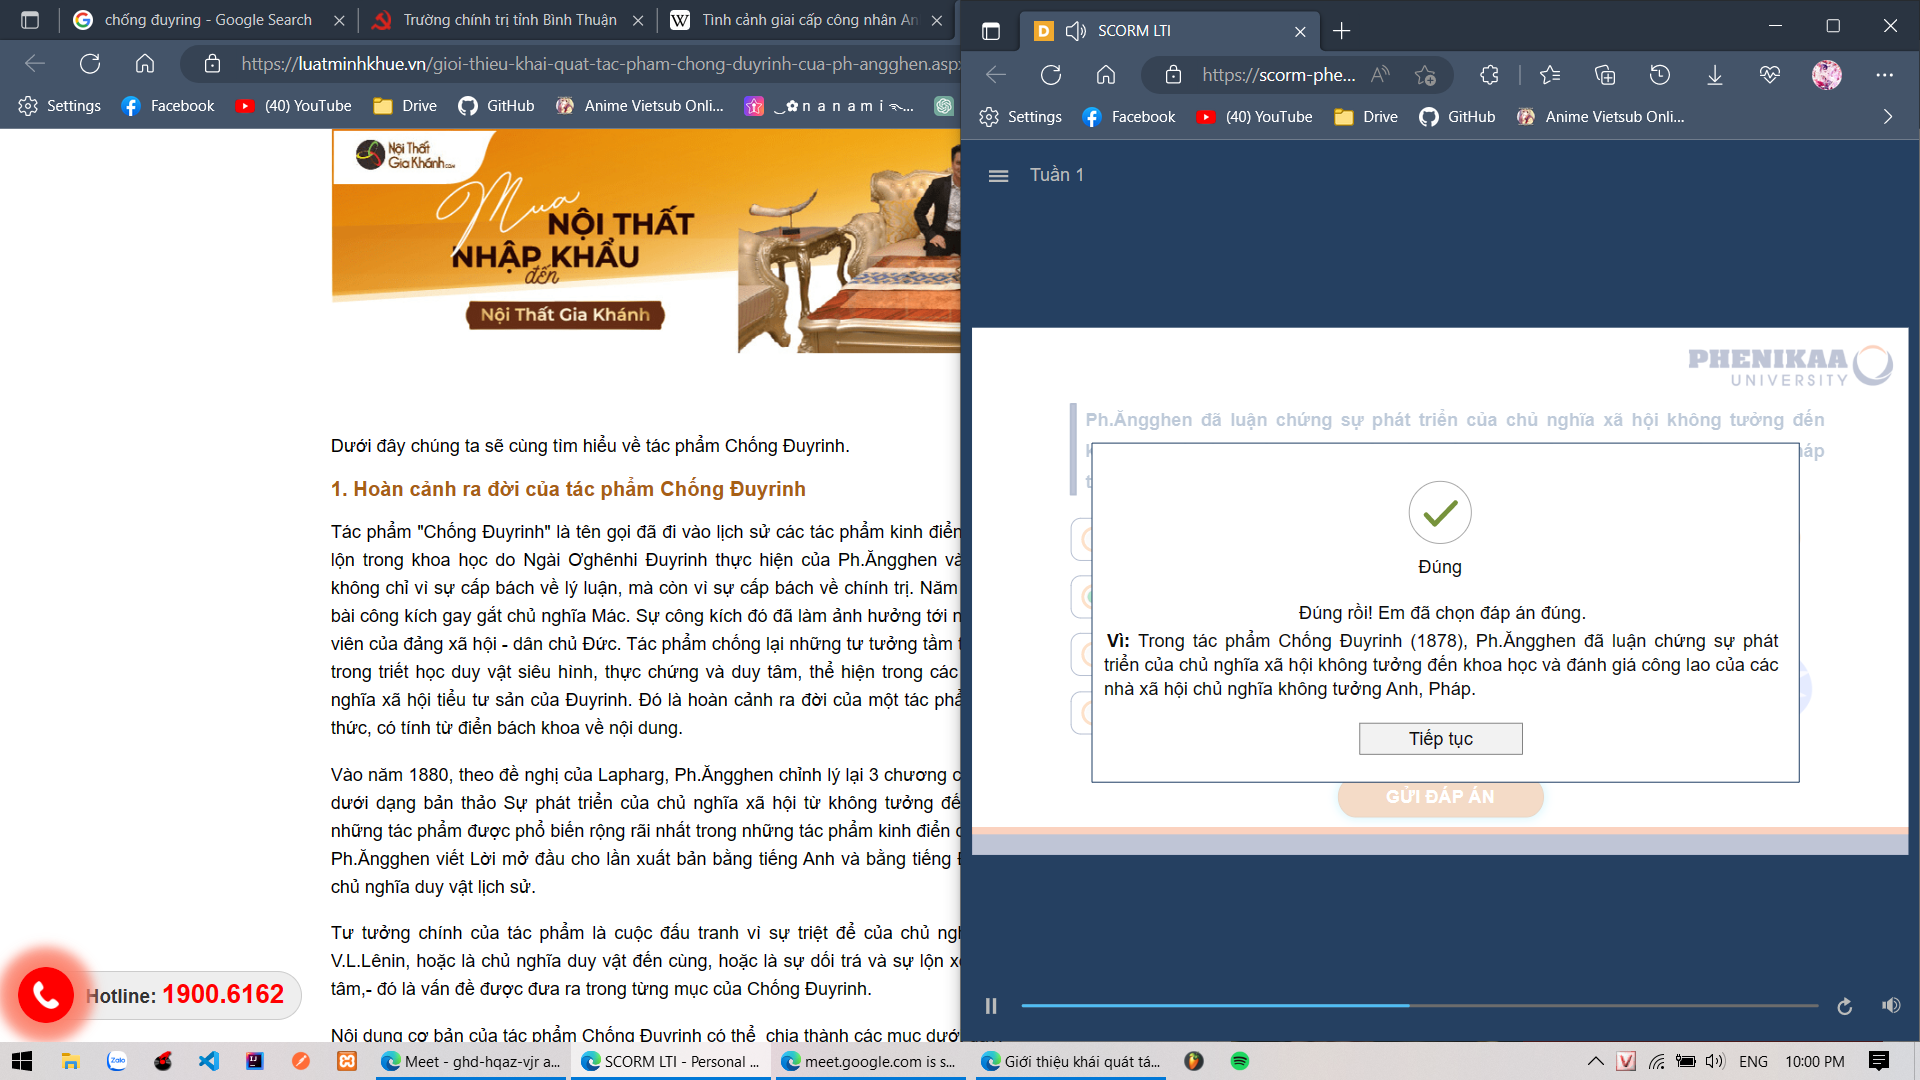 chống đuyring - Google Search
Trường chính trị tỉnh Bình Thuận
Tình cảnh giai cấp công nhân An
https://luatminhkhue.vn/gioi-thieu-khai-quat-tac-pham-chong-duyrinh-cua-ph-angghen.aspx
Settings
Facebook
(40) YouTube
Drive
GitHub
Anime Vietsub Onli...
n a n a m i
Nội Thất
Gia Khánh.com
Mua
NỘI THẤT
NHẬP KHẨU
đến
Nội Thất Gia Khánh
Dưới đây chúng ta sẽ cùng tìm hiểu về tác phẩm Chống Đuyrinh.
1. Hoàn cảnh ra đời của tác phẩm Chống Đuyrinh
Tác phẩm "Chống Đuyrinh" là tên gọi đã đi vào lịch sử các tác phẩm kinh điển
lộn trong khoa học do Ngài Ơghênhi Đuyrinh thực hiện của Ph.Ăngghen và
không chỉ vì sự cấp bách về lý luận, mà còn vì sự cấp bách về chính trị. Năm
bài công kích gay gắt chủ nghĩa Mác. Sự công kích đó đã làm ảnh hưởng tới
viên của đảng xã hội - dân chủ Đức. Tác phẩm chống lại những tư tưởng tầm
trong triết học duy vật siêu hình, thực chứng và duy tâm, thể hiện trong các
nghĩa xã hội tiểu tư sản của Đuyrinh. Đó là hoàn cảnh ra đời của một tác
thức, có tính từ điển bách khoa về nội dung.
Vào năm 1880, theo đề nghị của Lapharg, Ph.Ăngghen chỉnh lý lại 3 chương
dưới dạng bản thảo Sự phát triển của chủ nghĩa xã hội từ không tưởng
những tác phẩm được phổ biến rộng rãi nhất trong những tác phẩm kinh điển
Ph.Ăngghen viết Lời mở đầu cho lần xuất bản bằng tiếng Anh và bằng tiếng
chủ nghĩa duy vật lịch sử.
Tư tưởng chính của tác phẩm là cuộc đấu tranh vì sự triệt để của chủ
V.L.Lênin, hoặc là chủ nghĩa duy vật đến cùng, hoặc là sự dối trá và sự lộn
tâm,- đó là vấn đề được đưa ra trong từng mục của Chống Đuyrinh.
Nội dung cơ bản của tác phẩm Chống Đuyrinh có thể chia thành các mục
Hotline: 1900.6162
SCORM LTI
https://scorm-phe...
Settings
Facebook
(40) YouTube
Drive
GitHub
Anime Vietsub Onli...
Tuần 1
PHENIKAA
UNIVERSITY
Ph.Ăngghen đã luận chứng sự phát triển của chủ nghĩa xã hội không tưởng đến
Đúng
Đúng rồi! Em đã chọn đáp án đúng.
Vì: Trong tác phẩm Chống Đuyrinh (1878), Ph.Ăngghen đã luận chứng sự phát
triển của chủ nghĩa xã hội không tưởng đến khoa học và đánh giá công lao của các
nhà xã hội chủ nghĩa không tưởng Anh, Pháp.
Tiếp tục
GỬI ĐÁP ÁN
Zalo
Meet - ghd-hqaz-vjr a...
SCORM LTI - Personal ...
meet.google.com is s...
Giới thiệu khái quát tá...
ENG
10:00 PM